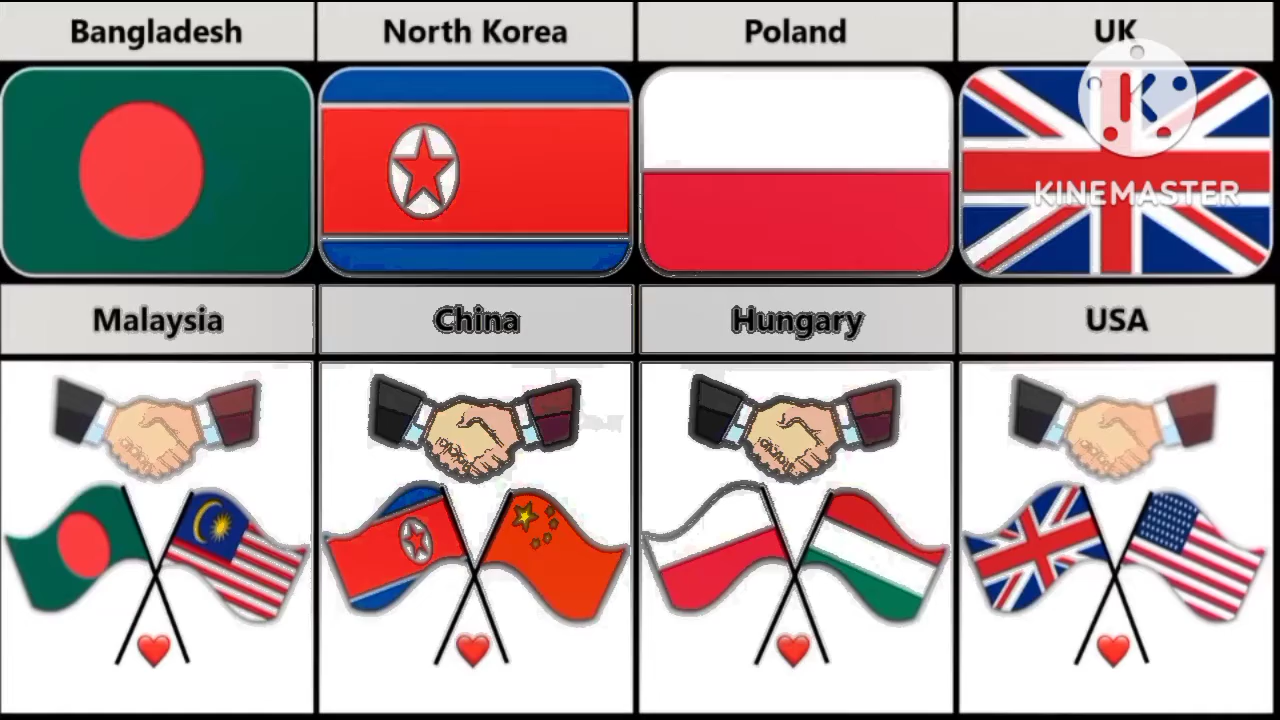 Bangladesh
North Korea
Poland
UK
K
KINEMASTER
Malaysia
China
Hungary
USA